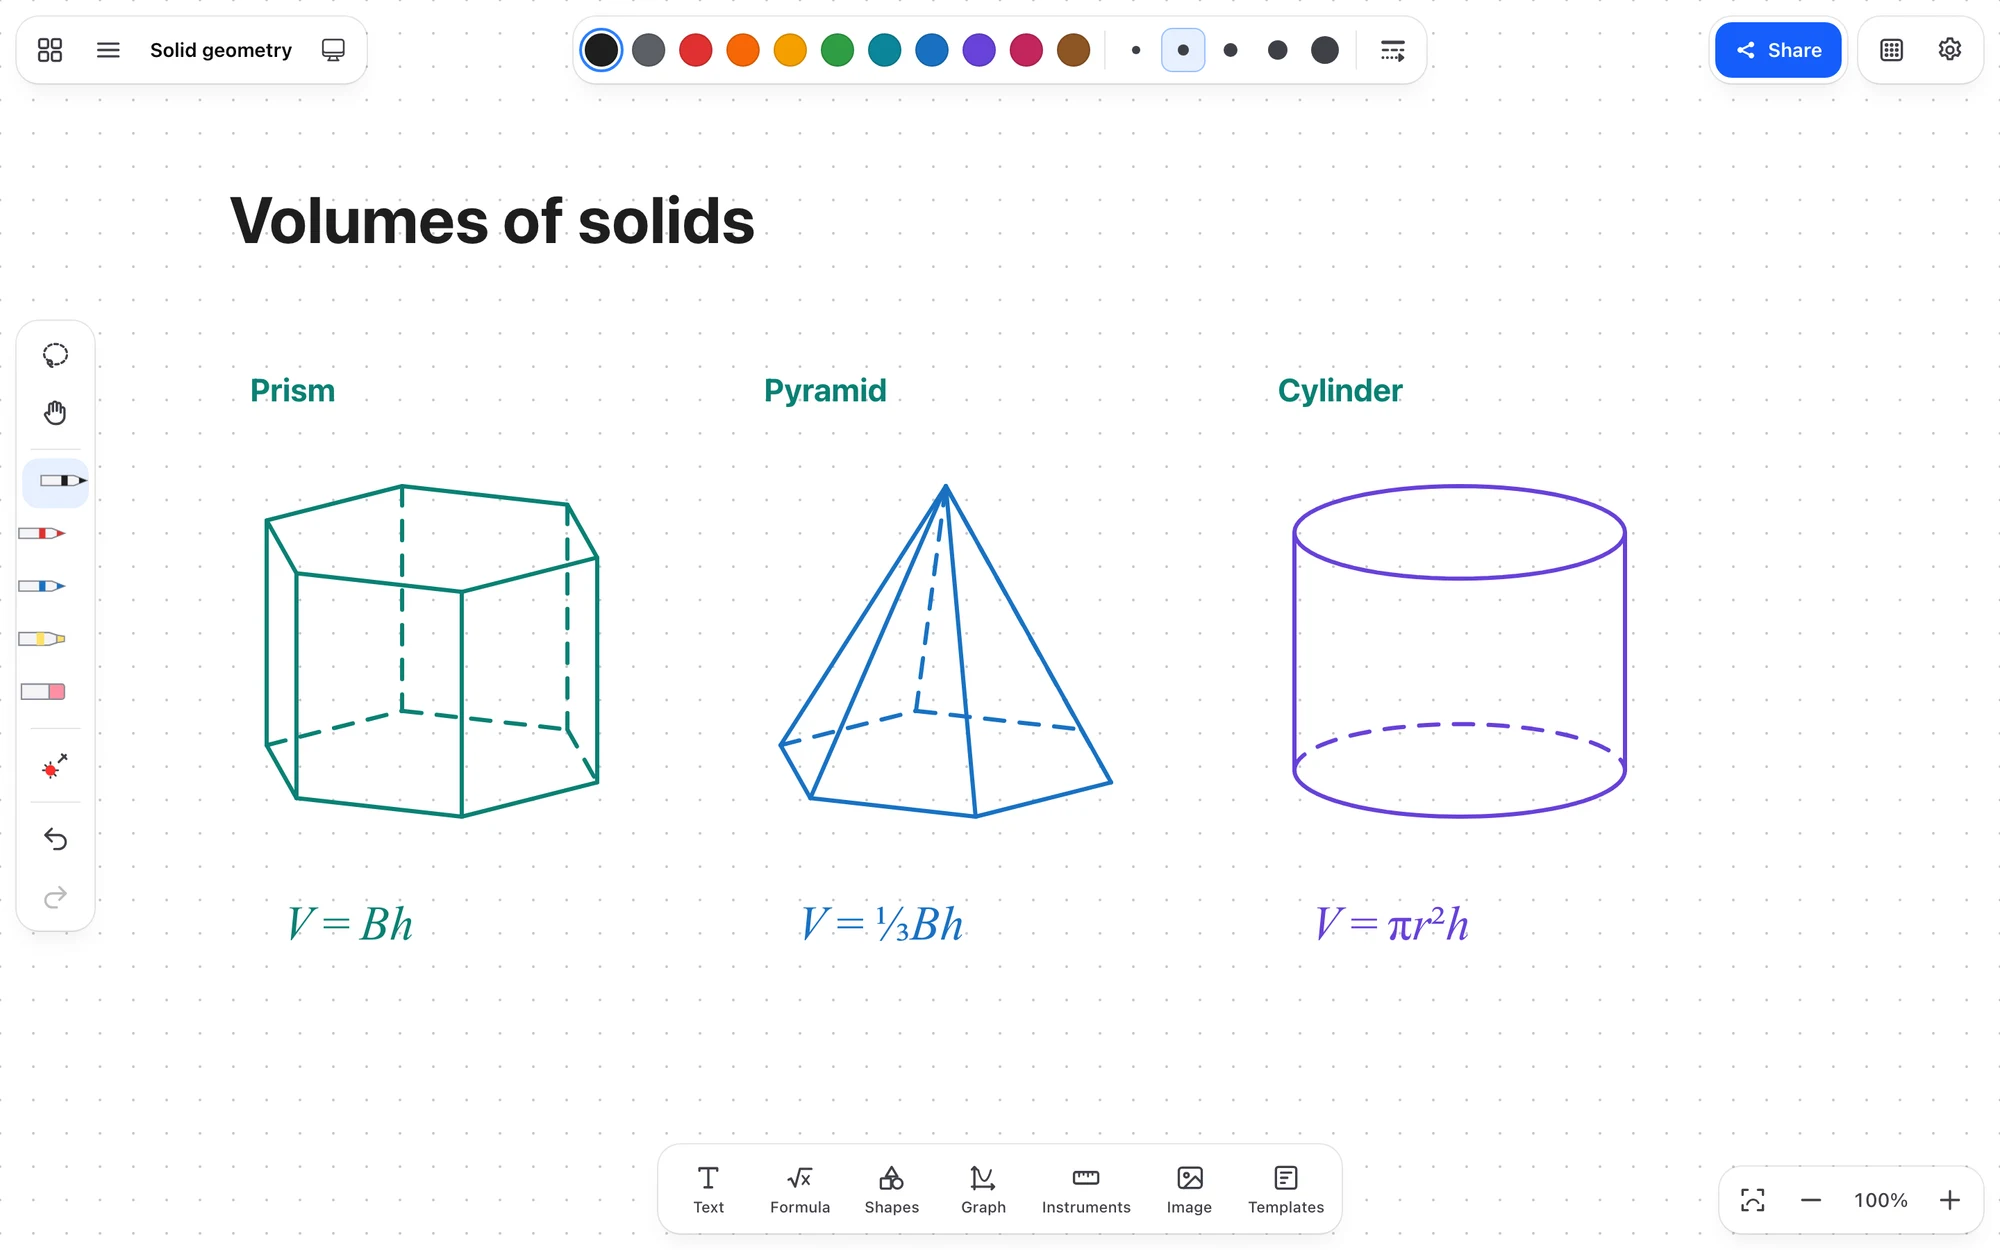 Solid geometry
Share
Volumes of solids
Prism
Pyramid
Cylinder
V = Bh
V = ⅓Bh
V = πr²h
Text
Formula
Shapes
Graph
Instruments
Image
Templates
100%